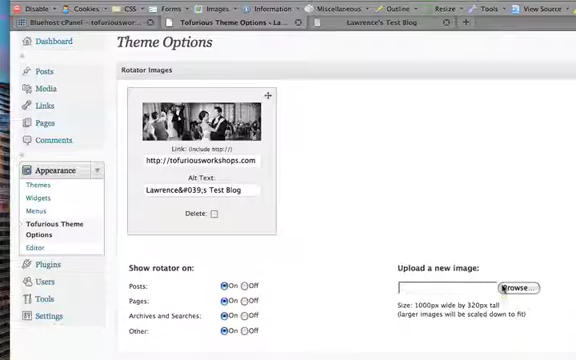 Disable Cookies CSS Forms Images Information Miscellaneous Outline Resize Tools View Source
Bluehost cPanel - tofuriouswor... Tofurious Theme Options ‹ La... Lawrence's Test Blog
Dashboard
Theme Options
Rotator Images
Posts
Media
Links
Pages
Comments
Link: (include http://)
http://tofuriousworkshops.com
Alt Text:
Lawrence&#039;s Test Blog
Delete:
Appearance
Themes
Widgets
Menus
Tofurious Theme
Options
Editor
Plugins
Users
Tools
Settings
Show rotator on:
Posts: On Off
Pages: On Off
Archives and Searches: On Off
Other: On Off
Upload a new image:
Browse...
Size: 1000px wide by 320px tall
(larger images will be scaled down to fit)